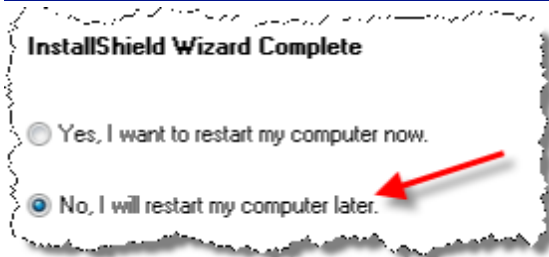 InstallShield Wizard Complete
Yes, I want to restart my computer now.
No, I will restart my computer later.